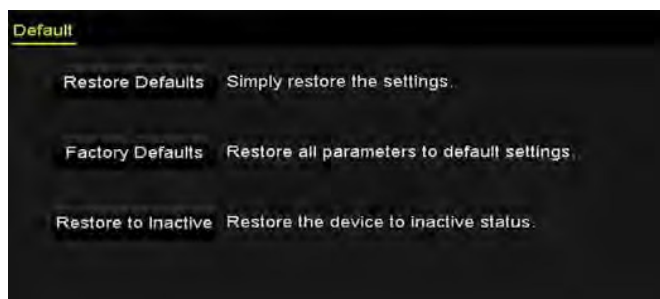 Default
Restore Defaults Simply restore the settings.
Factory Defaults Restore all parameters to default settings.
Restore to Inactive Restore the device to inactive status.